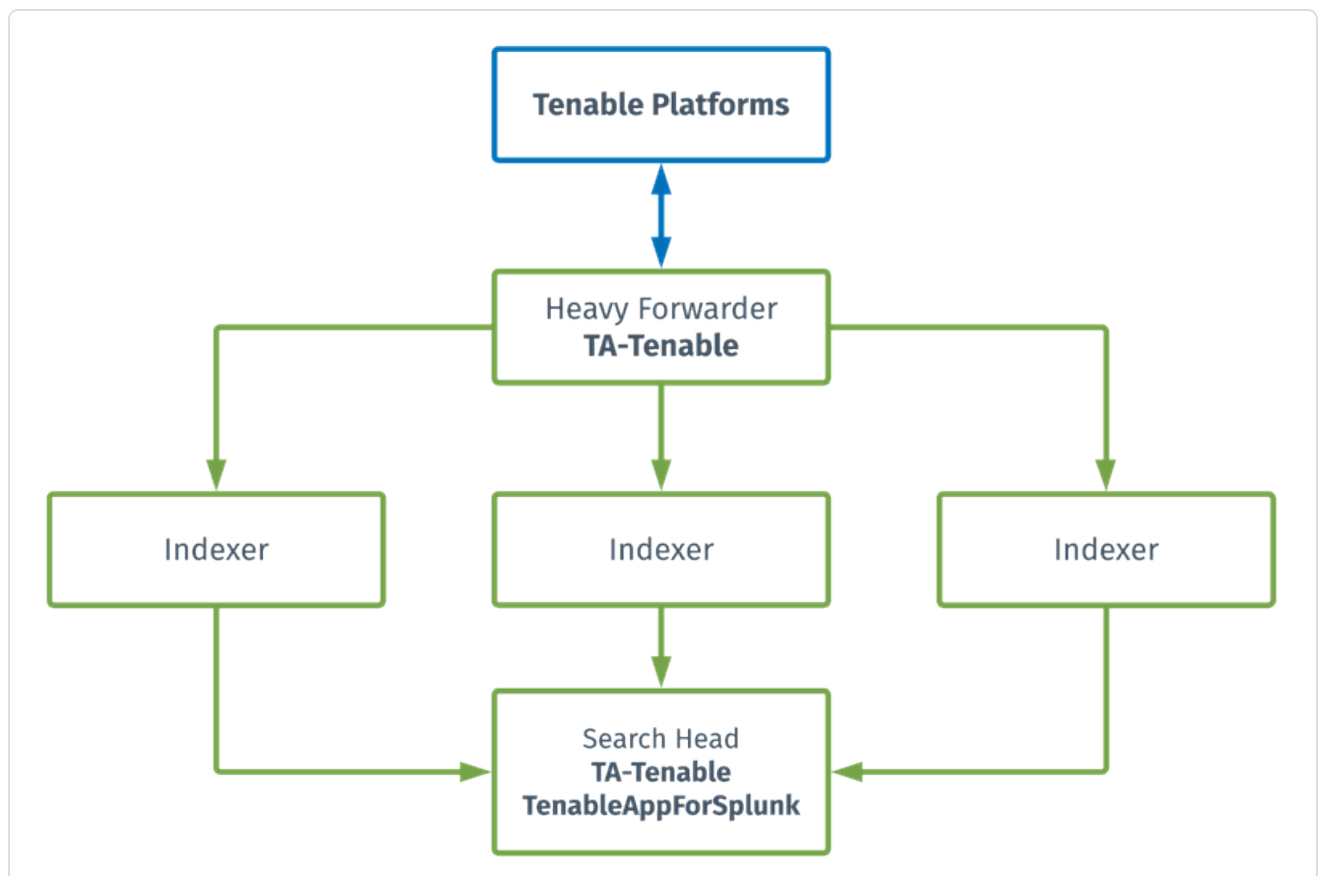 Tenable Platforms
Heavy Forwarder
TA-Tenable
Indexer
Indexer
Indexer
Search Head
TA-Tenable
TenableAppForSplunk